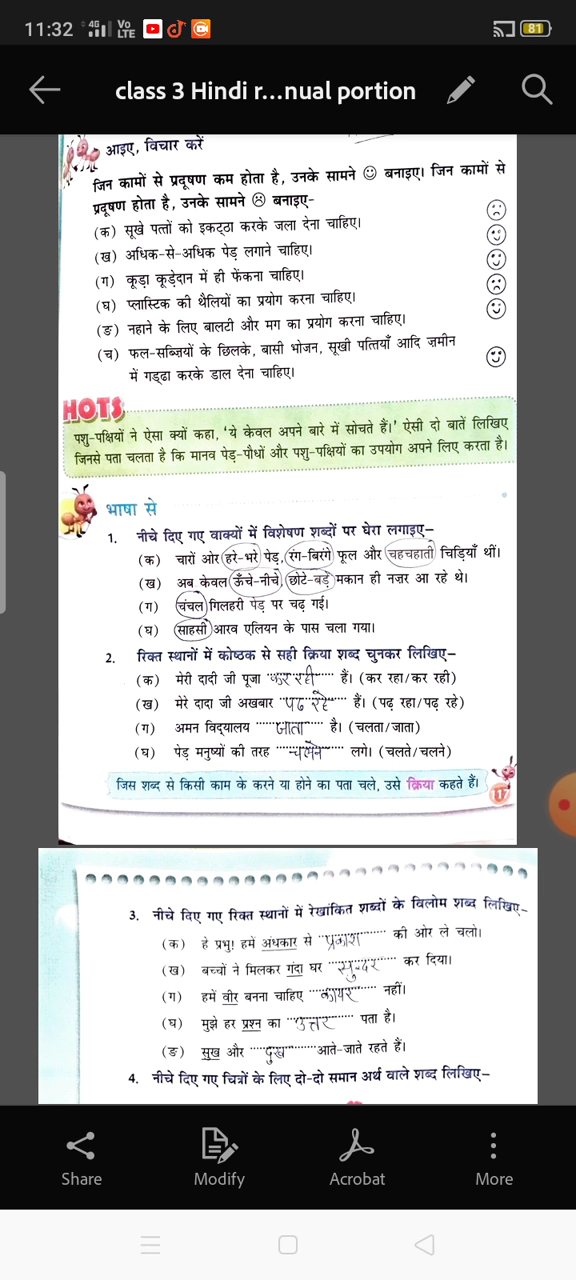 11:32 4G Vo LTE 81
class 3 Hindi r...nual portion
आइए, विचार करें
जिन कामों से प्रदूषण कम होता है, उनके सामने ☺ बनाइए। जिन कामों से
प्रदूषण होता है, उनके सामने ☹ बनाइए-
(क) सूखे पत्तों को इकट्ठा करके जला देना चाहिए।
(ख) अधिक-से-अधिक पेड़ लगाने चाहिए।
(ग) कूड़ा कूड़ेदान में ही फेंकना चाहिए।
(घ) प्लास्टिक की थैलियों का प्रयोग करना चाहिए।
(ङ) नहाने के लिए बालटी और मग का प्रयोग करना चाहिए।
(च) फल-सब्ज़ियों के छिलके, बासी भोजन, सूखी पत्तियाँ आदि ज़मीन
में गड्ढा करके डाल देना चाहिए।
HOTS
पशु-पक्षियों ने ऐसा क्यों कहा, 'ये केवल अपने बारे में सोचते हैं।' ऐसी दो बातें लिखिए
जिनसे पता चलता है कि मानव पेड़-पौधों और पशु-पक्षियों का उपयोग अपने लिए करता है।
भाषा से
1. नीचे दिए गए वाक्यों में विशेषण शब्दों पर घेरा लगाइए-
(क) चारों ओर हरे-भरे पेड़, रंग-बिरंगे फूल और चहचहाती चिड़ियाँ थीं।
(ख) अब केवल ऊँचे-नीचे, छोटे-बड़े मकान ही नज़र आ रहे थे।
(ग) चंचल गिलहरी पेड़ पर चढ़ गई।
(घ) साहसी आरव एलियन के पास चला गया।
2. रिक्त स्थानों में कोष्ठक से सही क्रिया शब्द चुनकर लिखिए-
(क) मेरी दादी जी पूजा कर रही हैं। (कर रहा/कर रही)
(ख) मेरे दादा जी अखबार पढ रहे हैं। (पढ़ रहा/पढ़ रहे)
(ग) अमन विद्यालय जाता है। (चलता/जाता)
(घ) पेड़ मनुष्यों की तरह चलने लगे। (चलते/चलने)
जिस शब्द से किसी काम के करने या होने का पता चले, उसे क्रिया कहते हैं।
117
3. नीचे दिए गए रिक्त स्थानों में रेखांकित शब्दों के विलोम शब्द लिखिए-
(क) हे प्रभु! हमें अंधकार से प्रकाश की ओर ले चलो।
(ख) बच्चों ने मिलकर गंदा घर सुन्दर कर दिया।
(ग) हमें वीर बनना चाहिए कायर नहीं।
(घ) मुझे हर प्रश्न का उत्तर पता है।
(ङ) सुख और दुख आते-जाते रहते हैं।
4. नीचे दिए गए चित्रों के लिए दो-दो समान अर्थ वाले शब्द लिखिए-
Share Modify Acrobat More